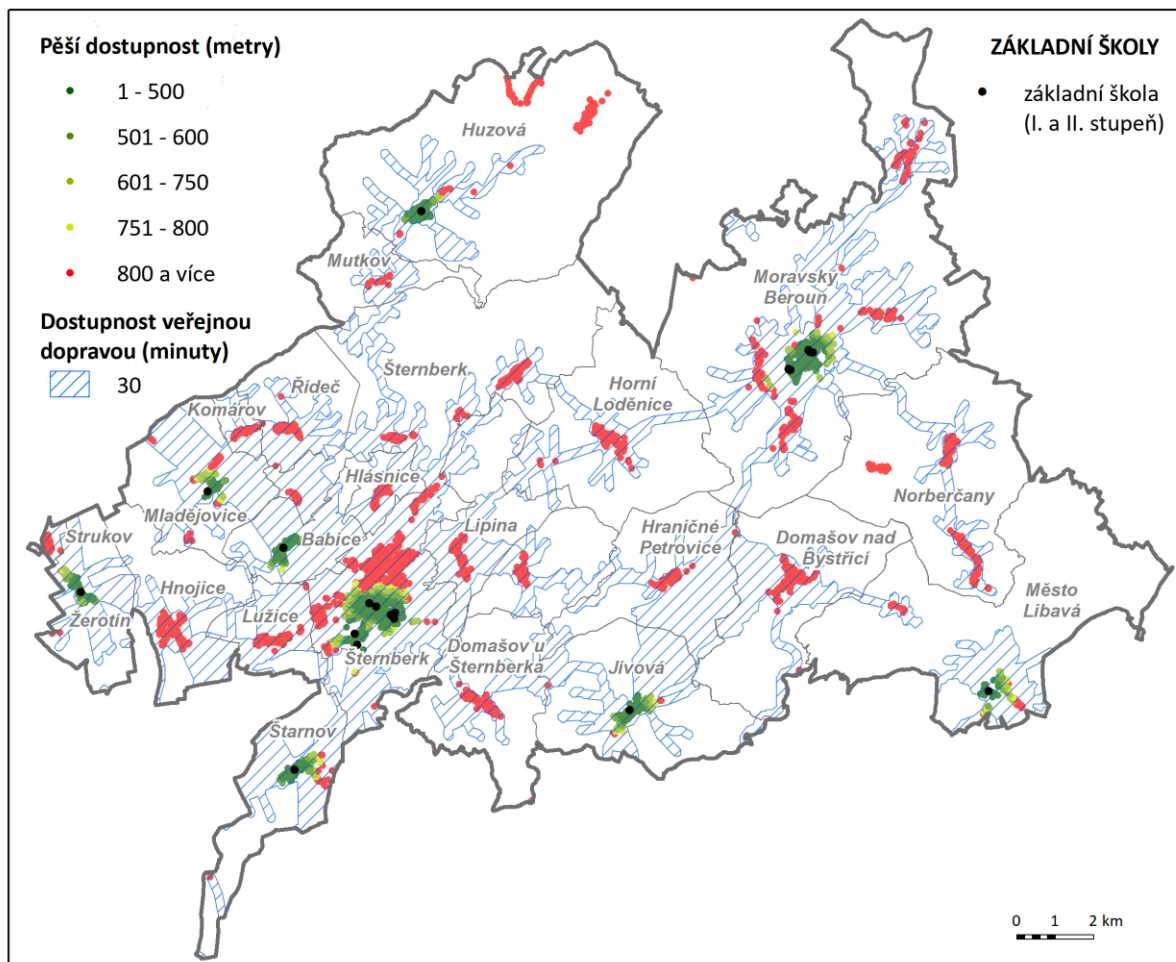 Pěší dostupnost (metry)
1 - 500
501 - 600
601 - 750
751 - 800
800 a více
Dostupnost veřejnou
dopravou (minuty)
30
ZÁKLADNÍ ŠKOLY
základní škola
(I. a II. stupeň)
Huzová
Mutkov
Moravský
Beroun
Šternberk
Řídeč
Komárov
Horní
Loděnice
Hlásnice
Norberčany
Mladějovice
Babice
Lipina
Hraničné
Petrovice
Domašov nad
Bystřicí
Strukov
Hnojice
Město
Libavá
Žerotín
Lužice
Šternberk
Domašov u
Šternberka
Jívová
Štarnov
0 1 2 km